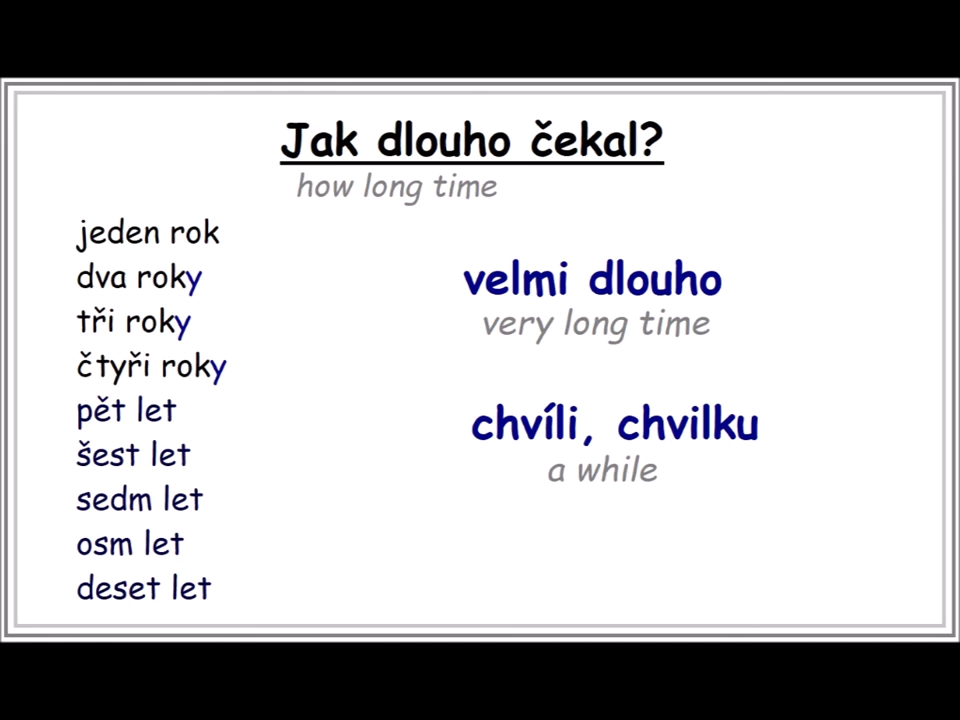 Jak dlouho čekal?
how long time
jeden rok
dva roky
tři roky
čtyři roky
pět let
šest let
sedm let
osm let
deset let
velmi dlouho
very long time
chvíli, chvilku
a while